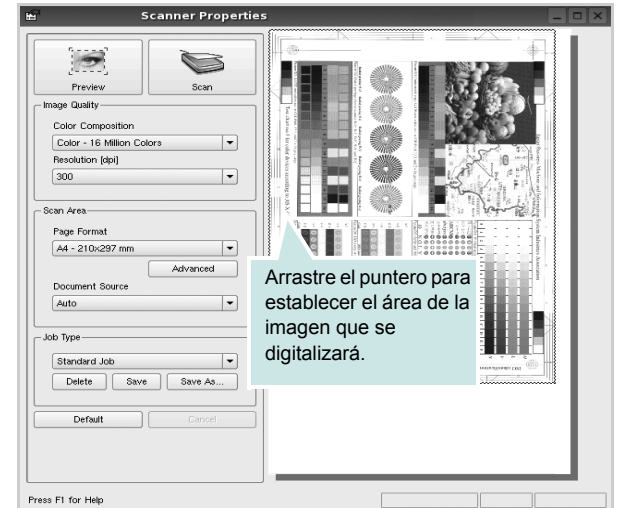 Scanner Properties
Preview
Scan
Image Quality
Color Composition
Color - 16 Million Colors
Resolution [dpi]
300
Scan Area
Page Format
A4 - 210x297 mm
Advanced
Document Source
Auto
Job Type
Standard Job
Delete
Save
Save As...
Default
Cancel
Arrastre el puntero para
establecer el área de la
imagen que se
digitalizará.
Press F1 for Help